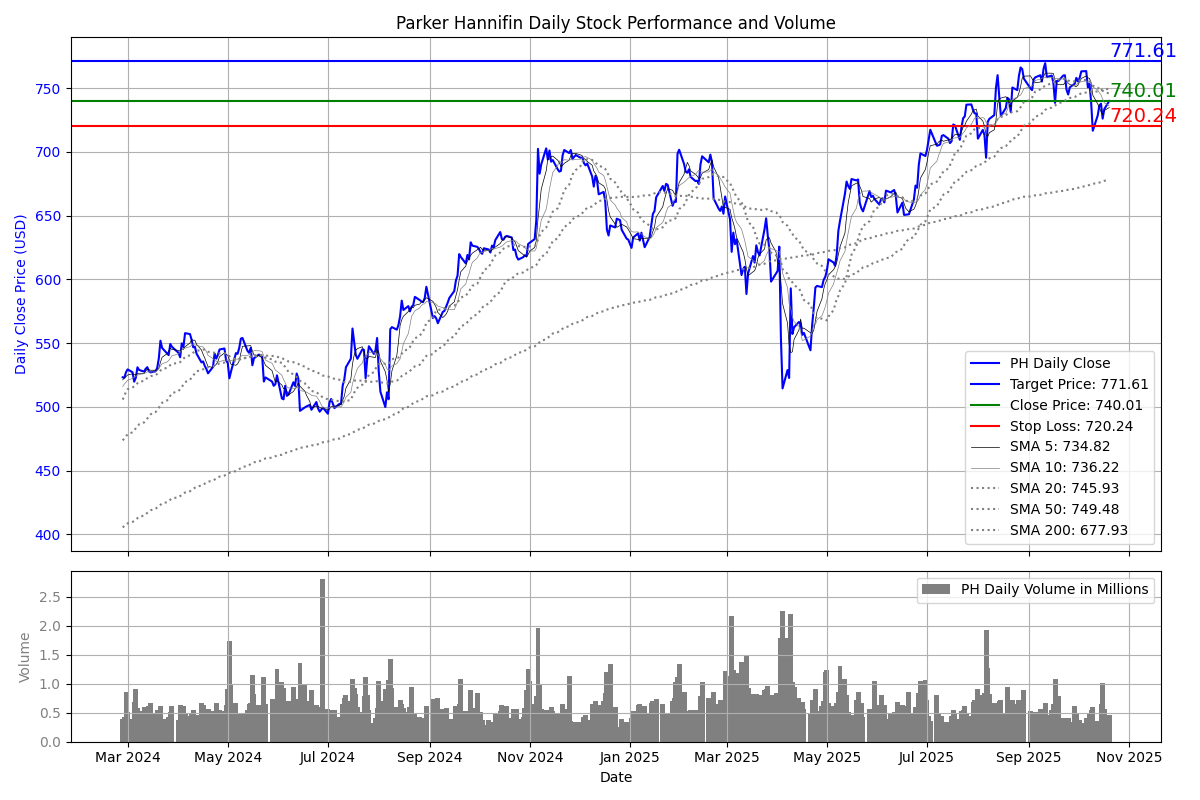 Parker Hannifin Daily Stock Performance and Volume
771.61
740.01
720.24
750
700
650
600
550
500
450
400
Daily Close Price (USD)
PH Daily Close
Target Price: 771.61
Close Price: 740.01
Stop Loss: 720.24
SMA 5: 734.82
SMA 10: 736.22
SMA 20: 745.93
SMA 50: 749.48
SMA 200: 677.93
2.5
2.0
1.5
1.0
0.5
0.0
Volume
PH Daily Volume in Millions
Mar 2024 May 2024 Jul 2024 Sep 2024 Nov 2024 Jan 2025 Mar 2025 May 2025 Jul 2025 Sep 2025 Nov 2025
Date